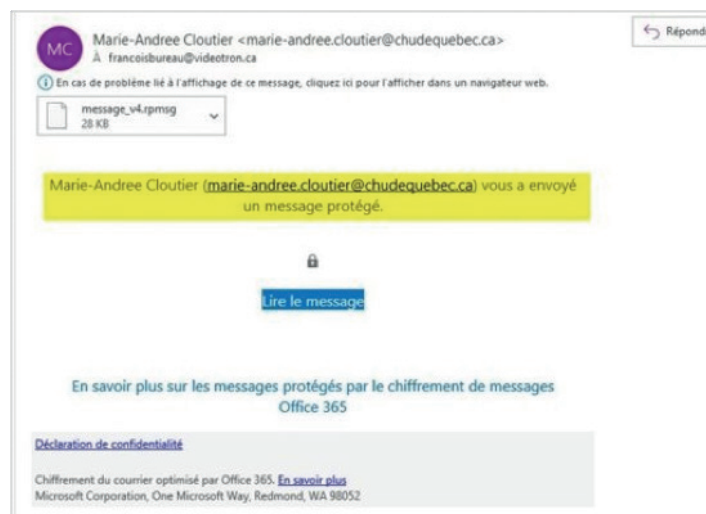 MC
Marie-Andree Cloutier <marie-andree.cloutier@chudequebec.ca>
À francoisbureau@videotron.ca
Répond
En cas de problème lié à l'affichage de ce message, cliquez ici pour l'afficher dans un navigateur web.
message_v4.rpmsg
28 KB
Marie-Andree Cloutier (marie-andree.cloutier@chudequebec.ca) vous a envoyé
un message protégé.
Lire le message
En savoir plus sur les messages protégés par le chiffrement de messages
Office 365
Déclaration de confidentialité
Chiffrement du courrier optimisé par Office 365. En savoir plus
Microsoft Corporation, One Microsoft Way, Redmond, WA 98052